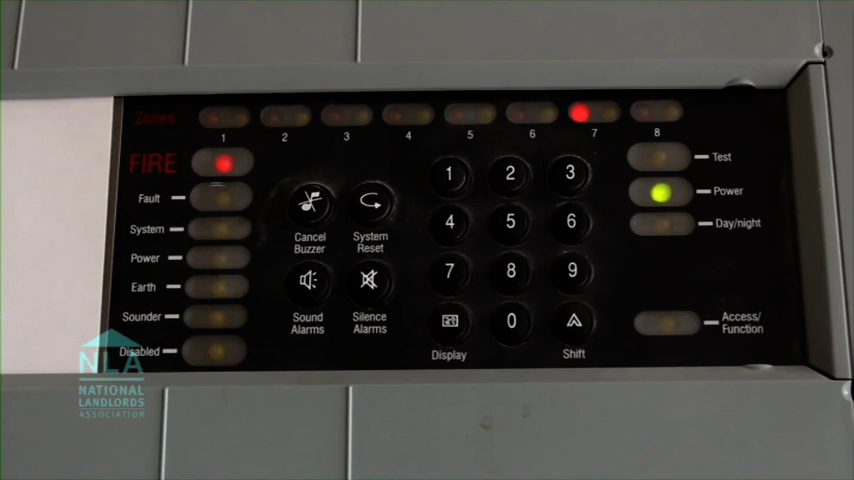 Zones
1 2 3 4 5 6 7 8
FIRE
Fault
System
Power
Earth
Sounder
Disabled
Cancel
Buzzer
System
Reset
Sound
Alarms
Silence
Alarms
1 2 3
4 5 6
7 8 9
0
Display
Shift
Test
Power
Day/night
Access/
Function
NLA
NATIONAL
LANDLORDS
ASSOCIATION